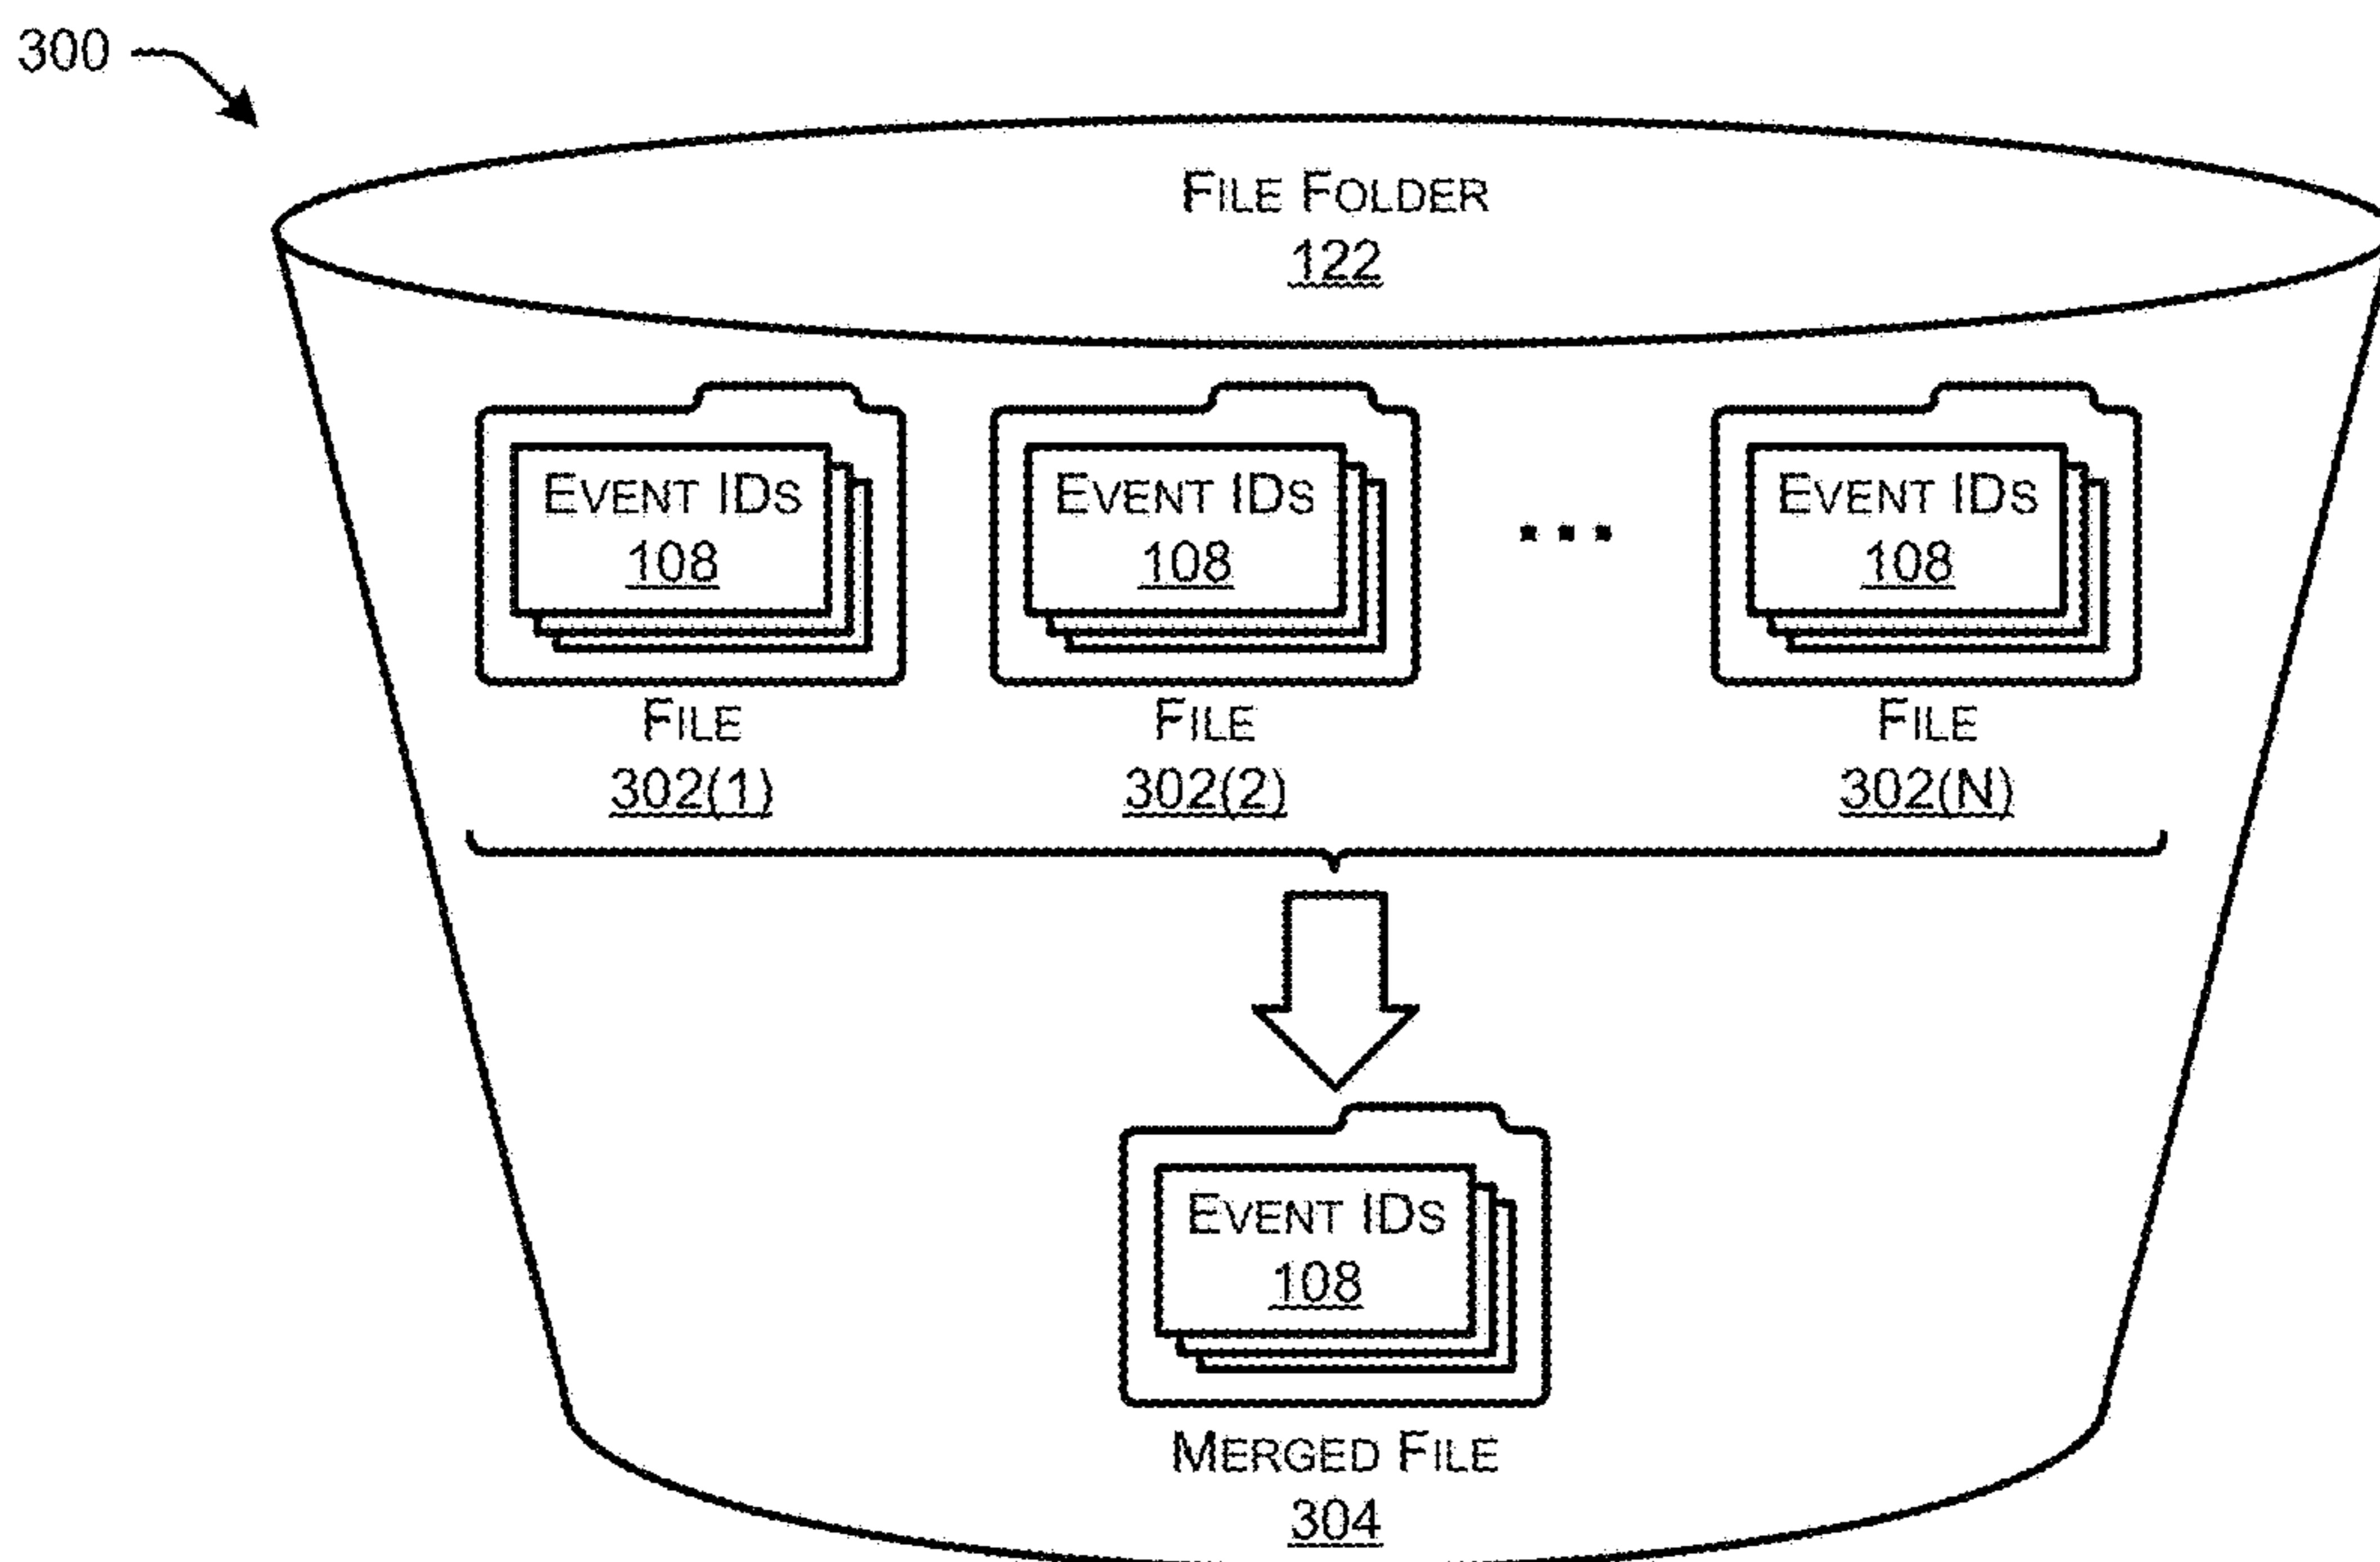 300
FILE FOLDER
122
EVENT IDS
108
EVENT IDS
108
...
EVENT IDS
108
FILE
302(1)
FILE
302(2)
FILE
302(N)
EVENT IDS
108
MERGED FILE
304